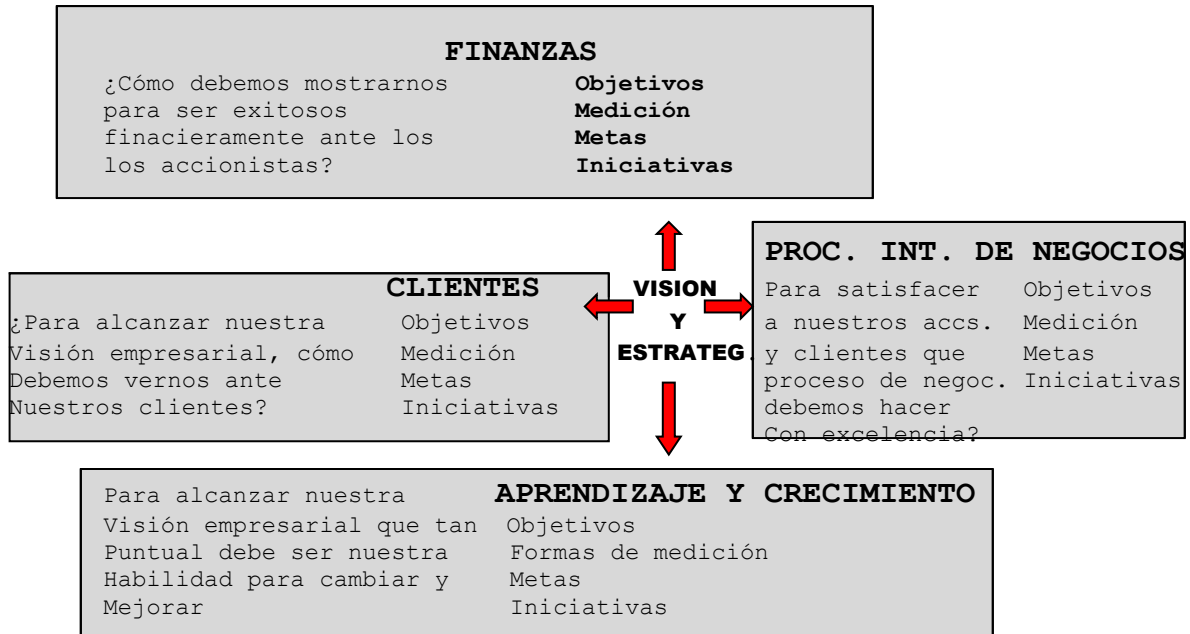 FINANZAS
¿Cómo debemos mostrarnos Objetivos
para ser exitosos Medición
finacieramente ante los Metas
los accionistas? Iniciativas
CLIENTES
¿Para alcanzar nuestra Objetivos
Visión empresarial, cómo Medición
Debemos vernos ante Metas
Nuestros clientes? Iniciativas
VISION
Y
ESTRATEG.
PROC. INT. DE NEGOCIOS
Para satisfacer Objetivos
a nuestros accs. Medición
y clientes que Metas
proceso de negoc. Iniciativas
debemos hacer
Con excelencia?
Para alcanzar nuestra APRENDIZAJE Y CRECIMIENTO
Visión empresarial que tan Objetivos
Puntual debe ser nuestra Formas de medición
Habilidad para cambiar y Metas
Mejorar Iniciativas